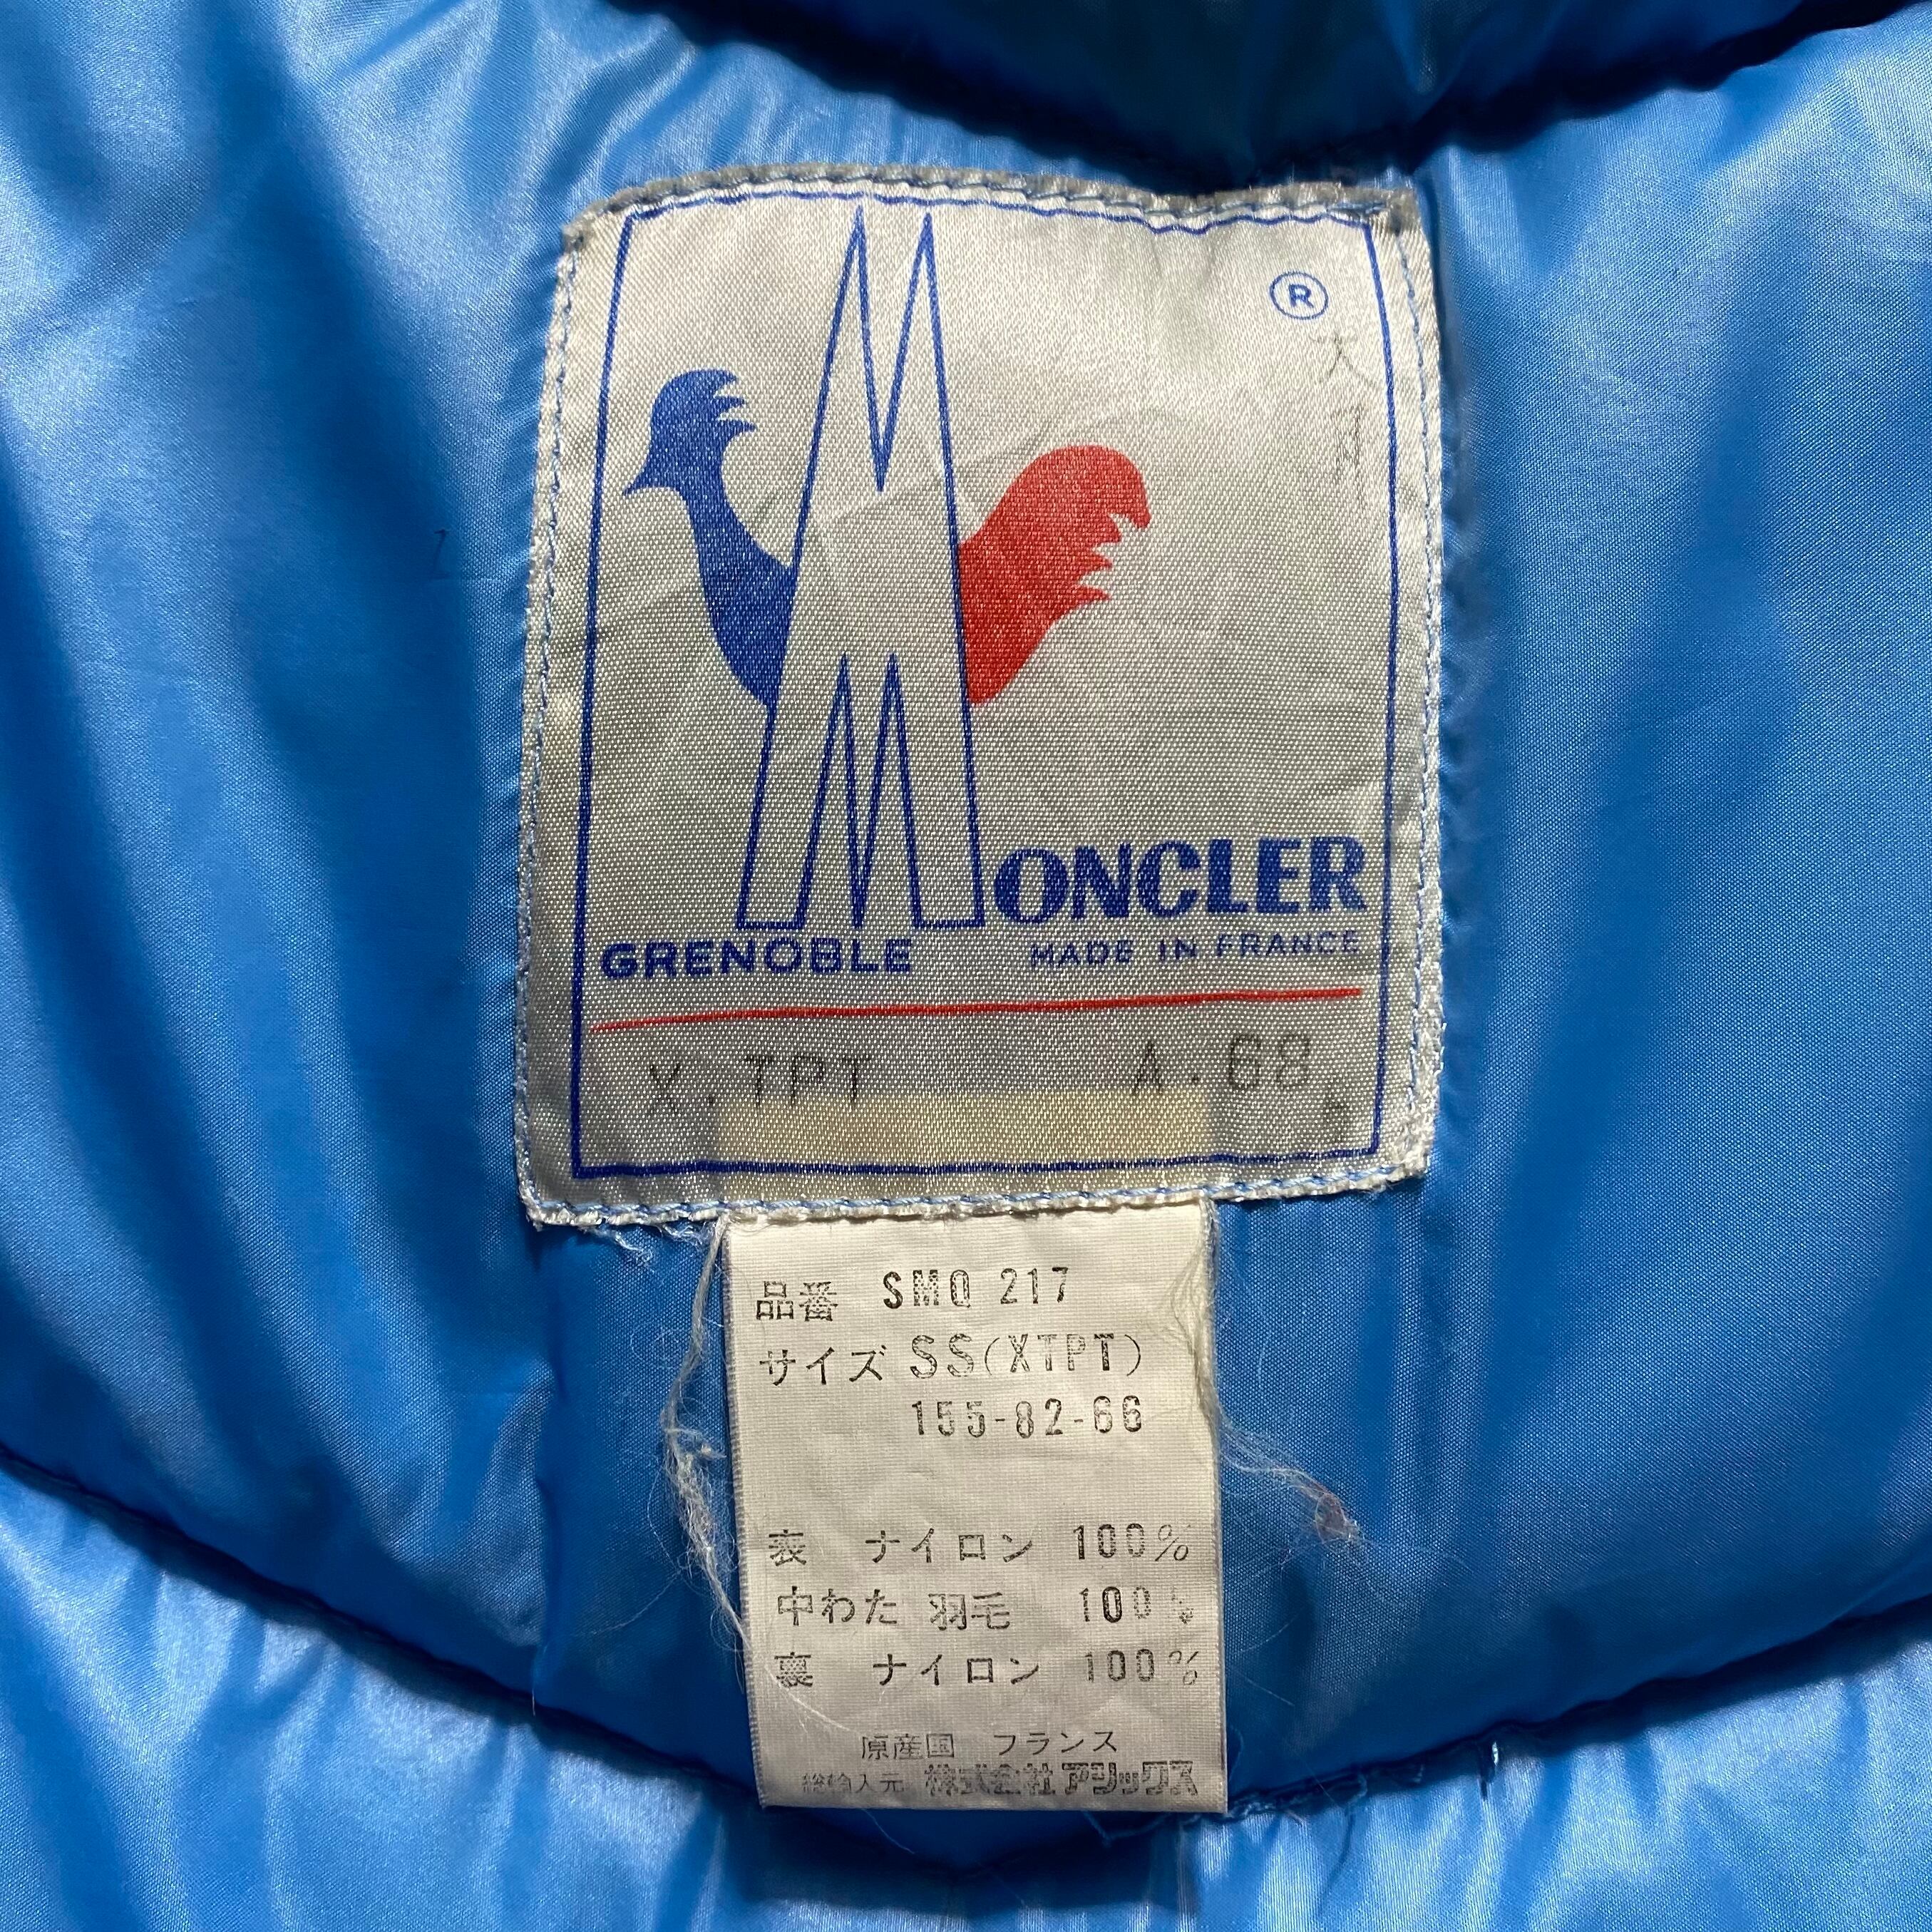 ®
大
月
MONCLER
GRENOBLE MADE IN FRANCE
X.TPT A.68
品番 SMQ 217
サイズ SS(XTPT)
155-82-66
表 ナイロン 100%
中わた 羽毛 100%
裏 ナイロン 100%
原産国 フランス
総輸入元 株式会社アシックス